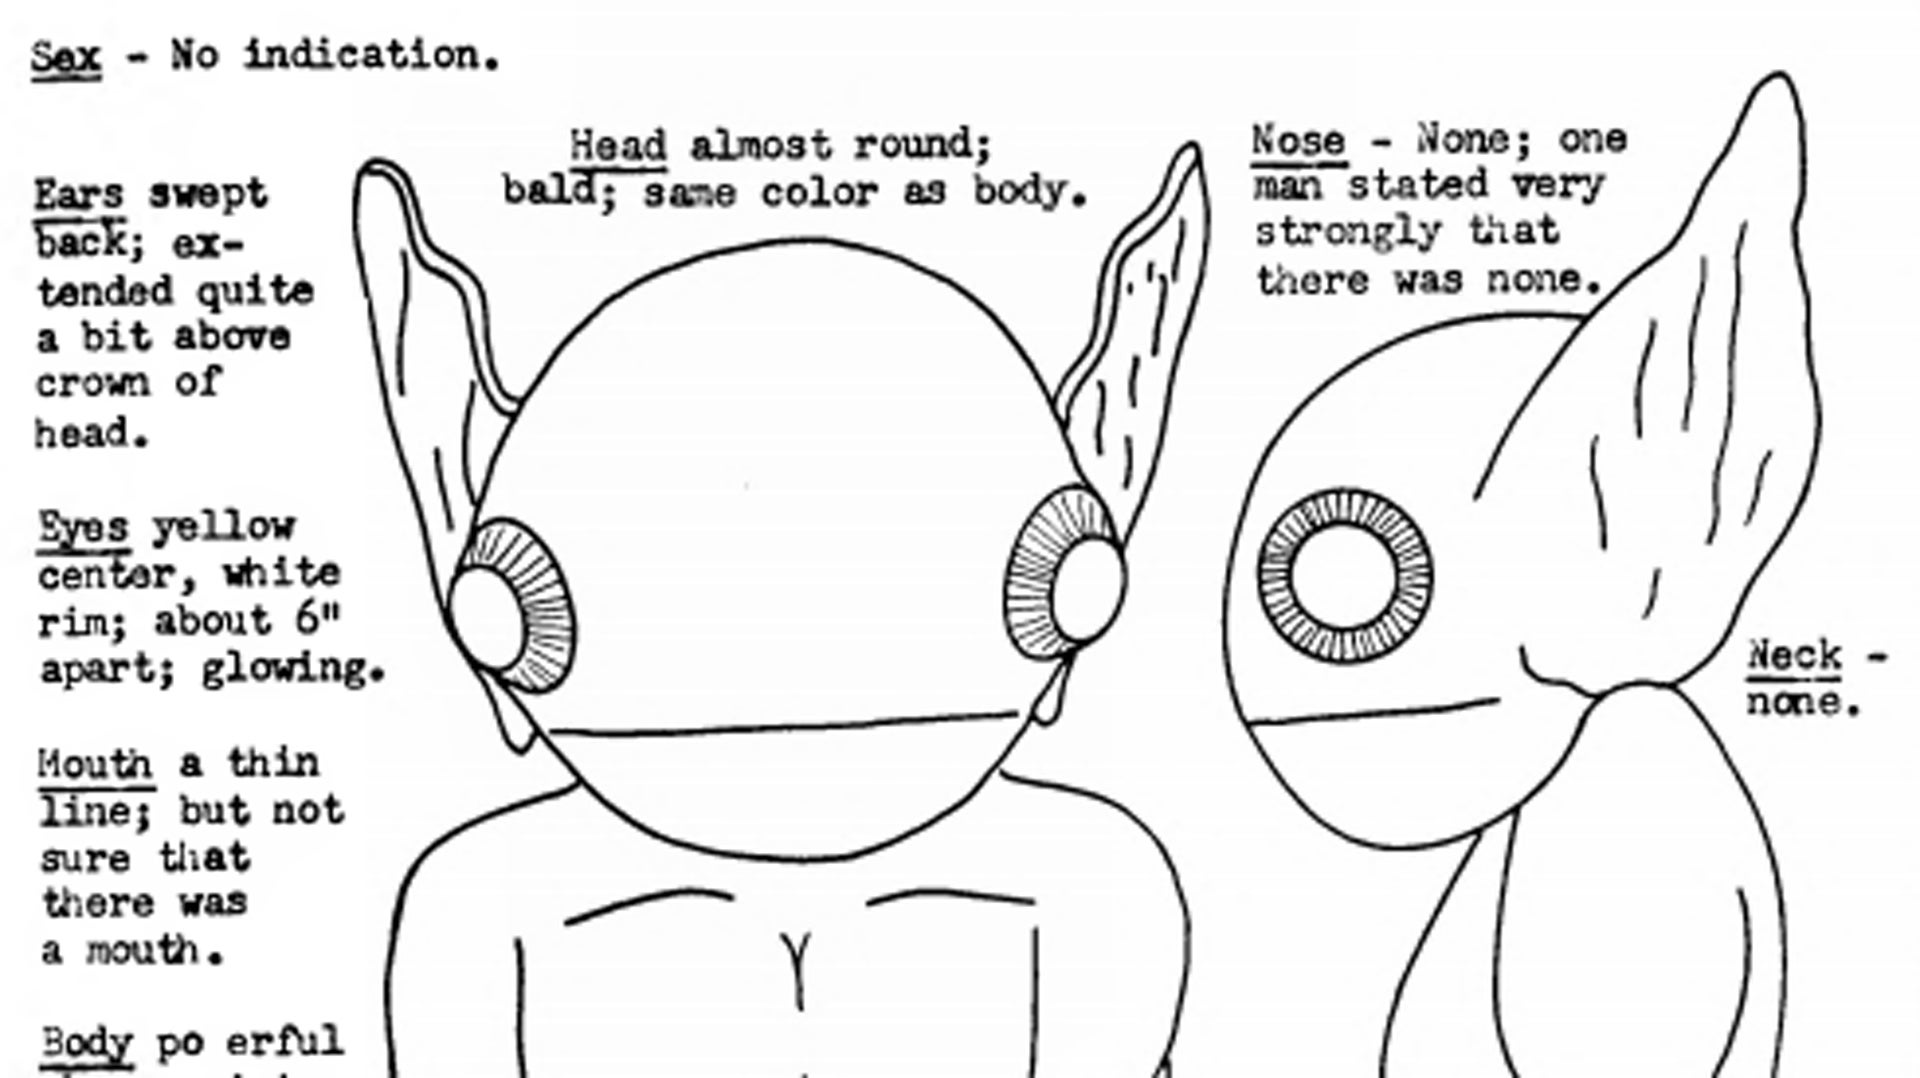 Sex - No indication.
Head almost round;
bald; same color as body.
Nose - None; one
man stated very
strongly that
there was none.
Ears swept
back; ex-
tended quite
a bit above
crown of
head.
Eyes yellow
center, white
rim; about 6"
apart; glowing.
Neck -
none.
Mouth a thin
line; but not
sure that
there was
a mouth.
Body po erful